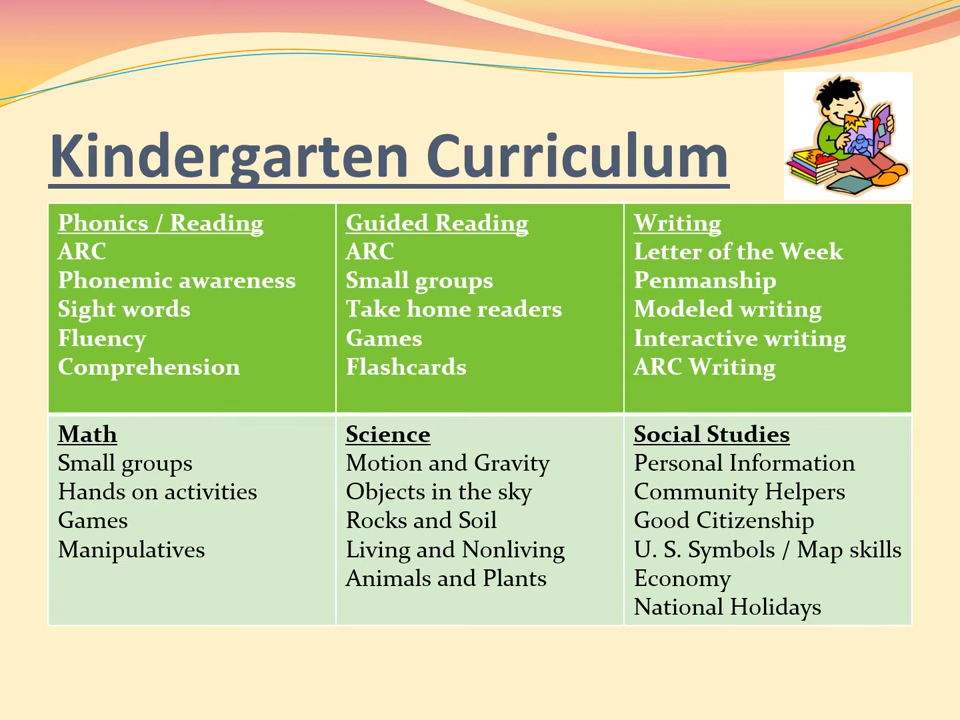 Kindergarten Curriculum
Phonics / Reading
ARC
Phonemic awareness
Sight words
Fluency
Comprehension
Guided Reading
ARC
Small groups
Take home readers
Games
Flashcards
Writing
Letter of the Week
Penmanship
Modeled writing
Interactive writing
ARC Writing
Math
Small groups
Hands on activities
Games
Manipulatives
Science
Motion and Gravity
Objects in the sky
Rocks and Soil
Living and Nonliving
Animals and Plants
Social Studies
Personal Information
Community Helpers
Good Citizenship
U. S. Symbols / Map skills
Economy
National Holidays